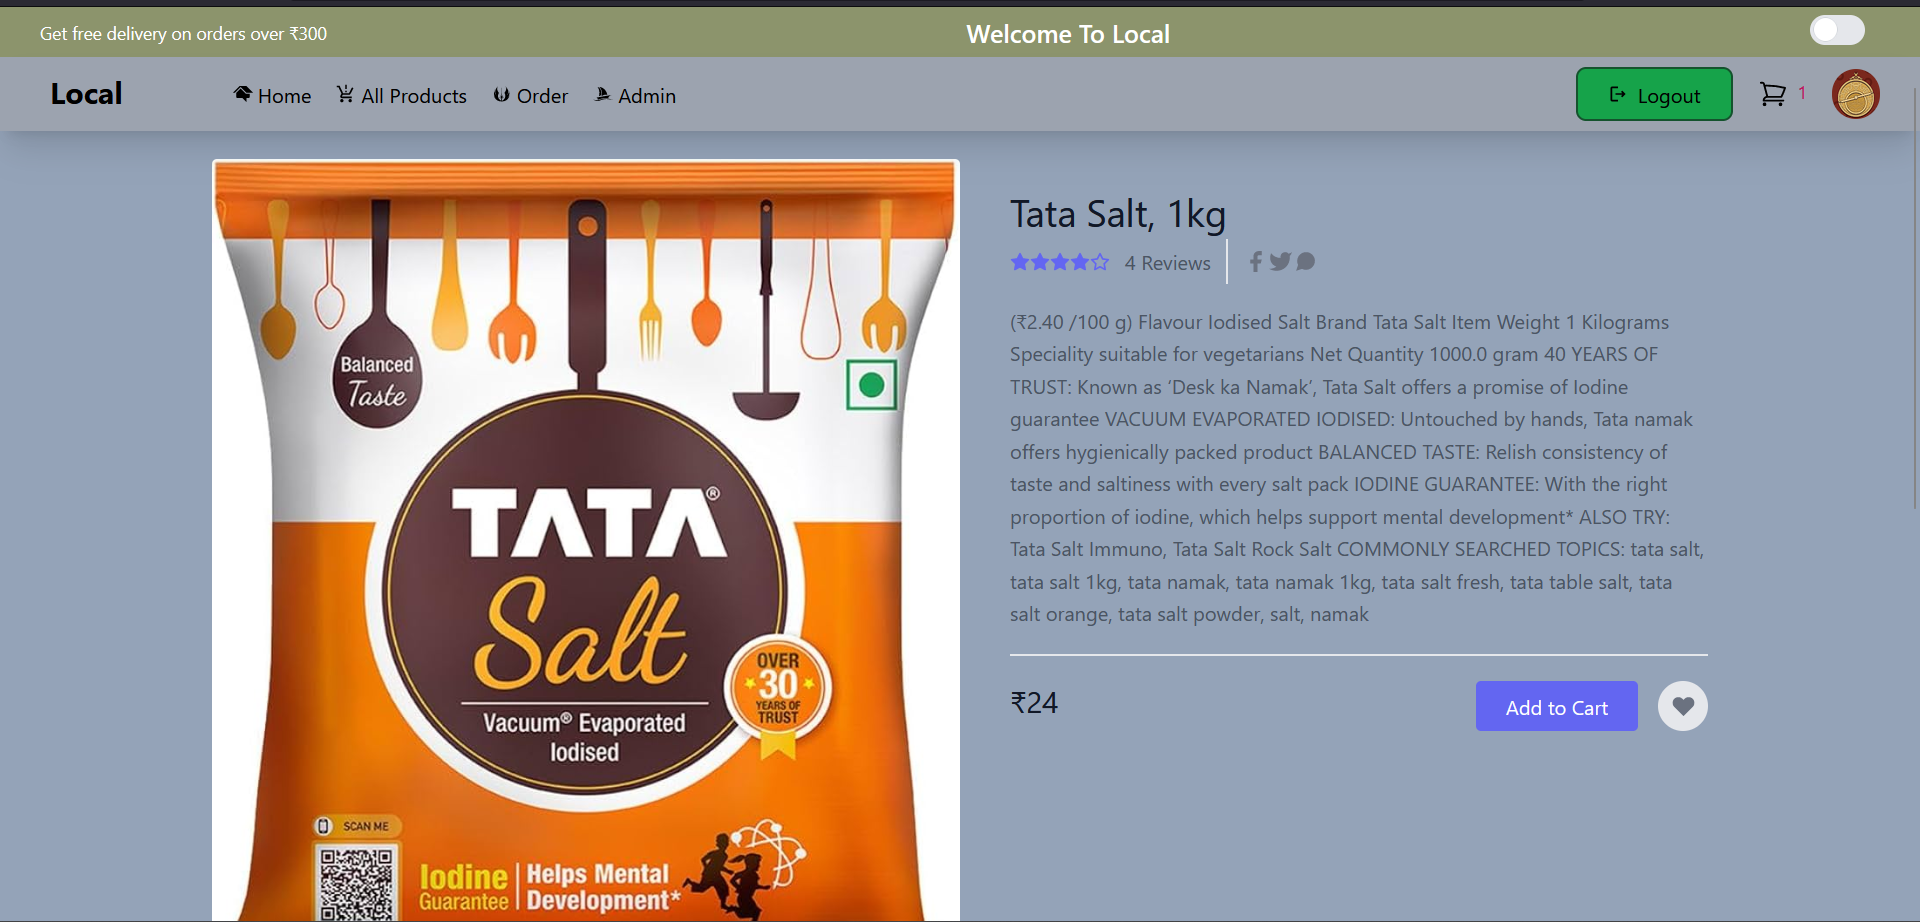 Get free delivery on orders over ₹300
Welcome To Local
Local
Home
All Products
Order
Admin
Logout
1
Balanced
Taste
TATA®
Salt
Vacuum® Evaporated
Iodised
OVER
30
YEARS OF
TRUST
SCAN ME
Iodine
Guarantee
Helps Mental
Development*
Tata Salt, 1kg
4 Reviews
(₹2.40 /100 g) Flavour Iodised Salt Brand Tata Salt Item Weight 1 Kilograms
Speciality suitable for vegetarians Net Quantity 1000.0 gram 40 YEARS OF
TRUST: Known as ‘Desk ka Namak’, Tata Salt offers a promise of Iodine
guarantee VACUUM EVAPORATED IODISED: Untouched by hands, Tata namak
offers hygienically packed product BALANCED TASTE: Relish consistency of
taste and saltiness with every salt pack IODINE GUARANTEE: With the right
proportion of iodine, which helps support mental development* ALSO TRY:
Tata Salt Immuno, Tata Salt Rock Salt COMMONLY SEARCHED TOPICS: tata salt,
tata salt 1kg, tata namak, tata namak 1kg, tata salt fresh, tata table salt, tata
salt orange, tata salt powder, salt, namak
₹24
Add to Cart